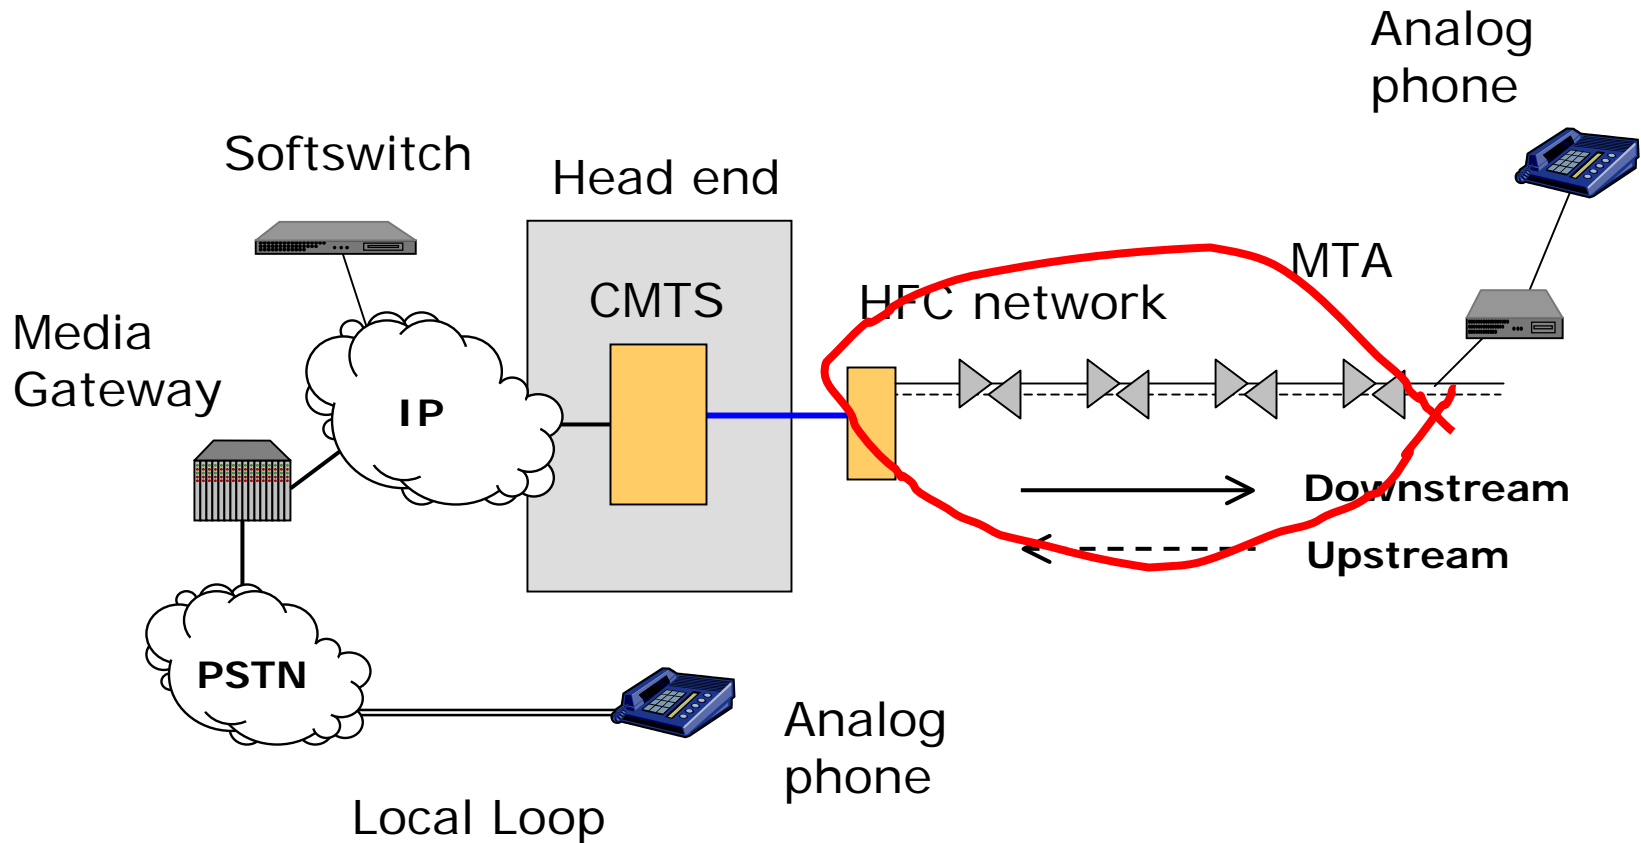 Analog
phone
Softswitch
Head end
MTA
CMTS
HFC network
Media
Gateway
IP
Downstream
Upstream
PSTN
Analog
phone
Local Loop